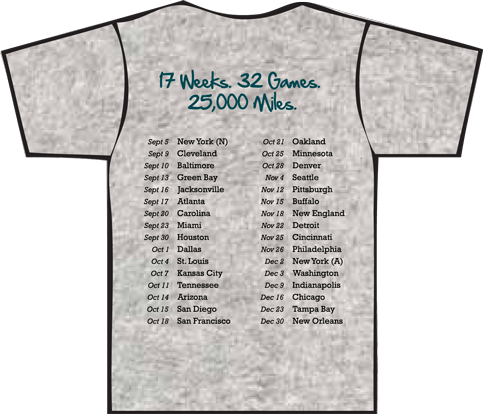 17 Weeks. 32 Games.
25,000 Miles.
Sept 5 New York (N)
Sept 9 Cleveland
Sept 10 Baltimore
Sept 13 Green Bay
Sept 16 Jacksonville
Sept 17 Atlanta
Sept 20 Carolina
Sept 23 Miami
Sept 30 Houston
Oct 1 Dallas
Oct 4 St. Louis
Oct 7 Kansas City
Oct 11 Tennessee
Oct 14 Arizona
Oct 15 San Diego
Oct 18 San Francisco
Oct 21 Oakland
Oct 25 Minnesota
Oct 28 Denver
Nov 4 Seattle
Nov 12 Pittsburgh
Nov 15 Buffalo
Nov 18 New England
Nov 22 Detroit
Nov 25 Cincinnati
Nov 26 Philadelphia
Dec 2 New York (A)
Dec 3 Washington
Dec 9 Indianapolis
Dec 16 Chicago
Dec 23 Tampa Bay
Dec 30 New Orleans